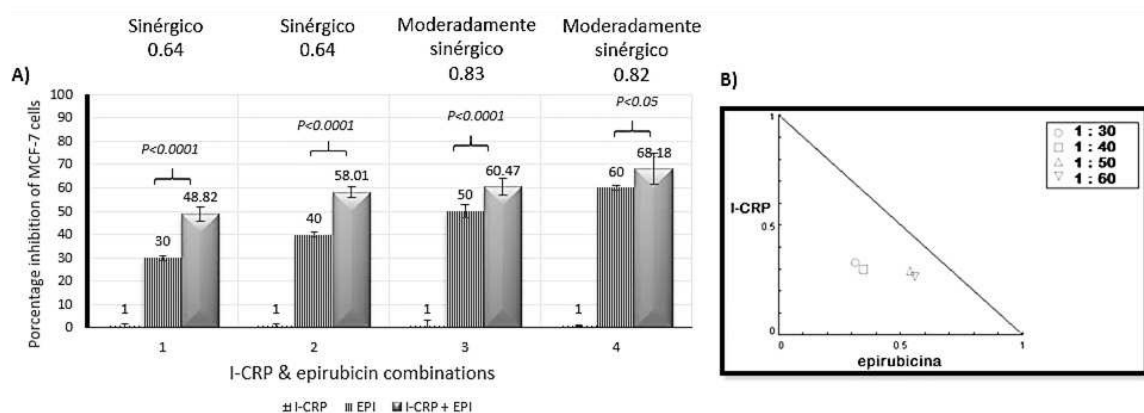 Sinérgico
0.64
Sinérgico
0.64
Moderadamente
sinérgico
0.83
Moderadamente
sinérgico
0.82
A)
Porcentage inhibition of MCF-7 cells
100
90
80
70
60
50
40
30
20
10
0
P<0.0001
P<0.0001
P<0.0001
P<0.05
1
30
48.82
1
40
58.01
1
50
60.47
1
60
68.18
1
2
3
4
I-CRP & epirubicin combinations
I-CRP
EPI
I-CRP + EPI
B)
1 : 30
1 : 40
1 : 50
1 : 60
1
I-CRP
0.5
0
0
0.5
1
epirubicina